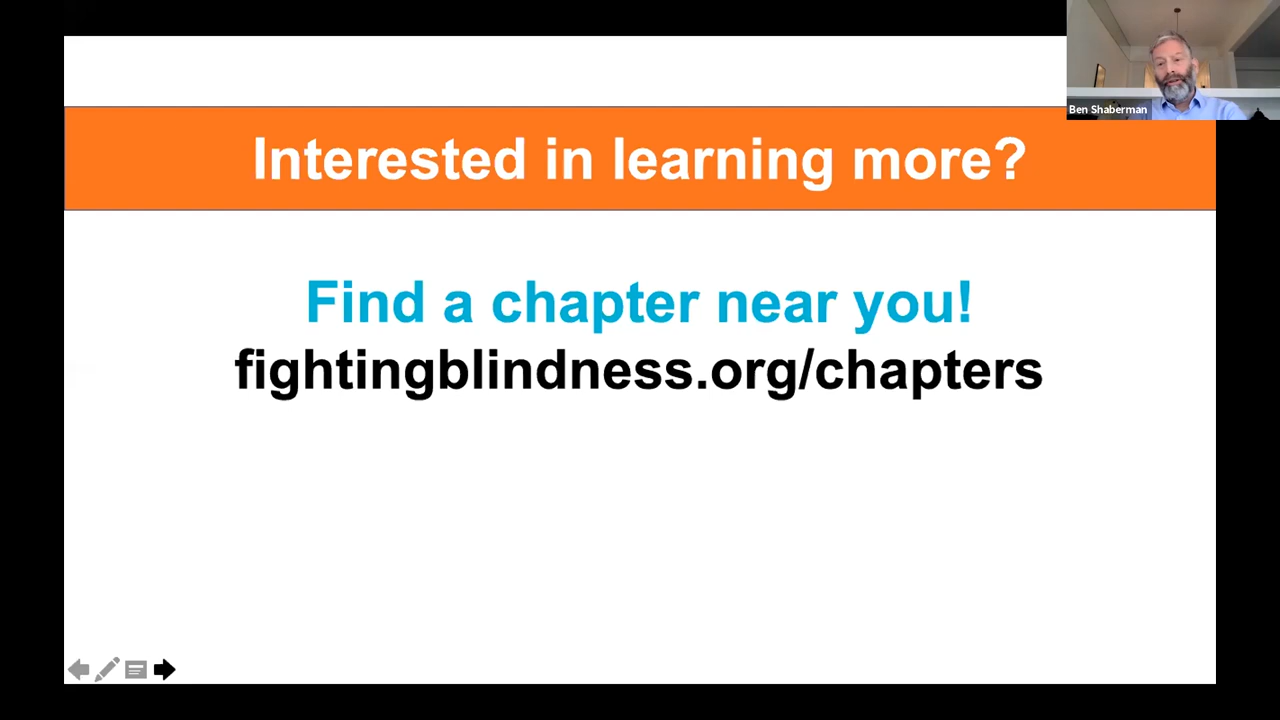 Ben Shaberman
Interested in learning more?
Find a chapter near you!
fightingblindness.org/chapters